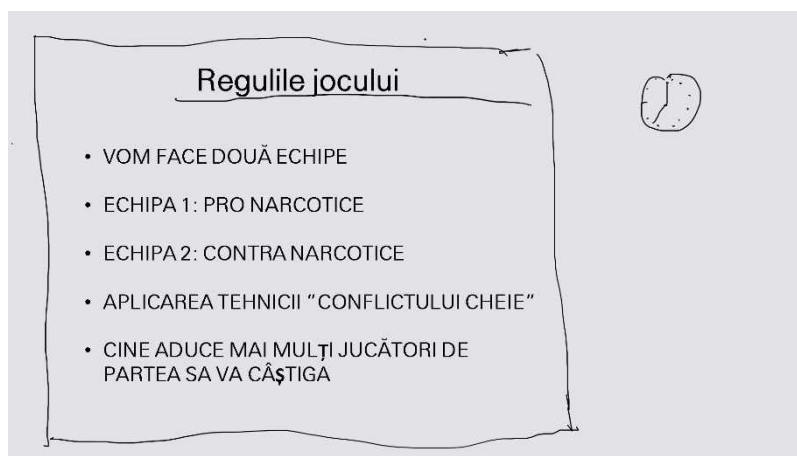 Regulile jocului
• VOM FACE DOUĂ ECHIPE
• ECHIPA 1: PRO NARCOTICE
• ECHIPA 2: CONTRA NARCOTICE
• APLICAREA TEHNICII ”CONFLICTULUI CHEIE”
• CINE ADUCE MAI MULȚI JUCĂTORI DE
PARTEA SA VA CÂȘTIGA